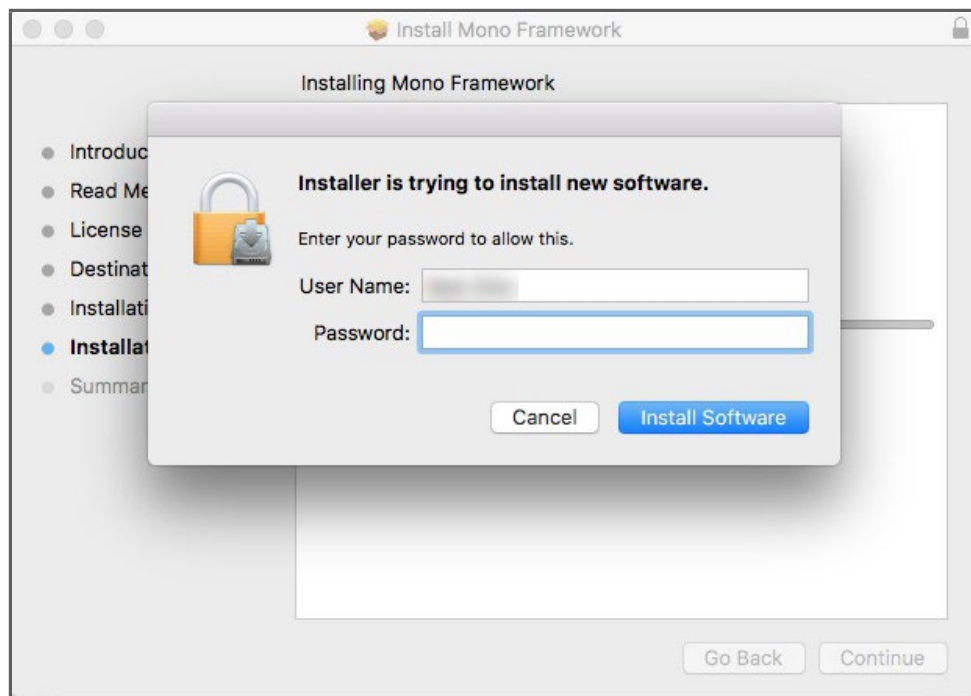 Install Mono Framework
Installing Mono Framework
Introduc
Read Me
License
Destinat
Installati
Installat
Summar
Installer is trying to install new software.
Enter your password to allow this.
User Name:
Password:
Cancel
Install Software
Go Back
Continue